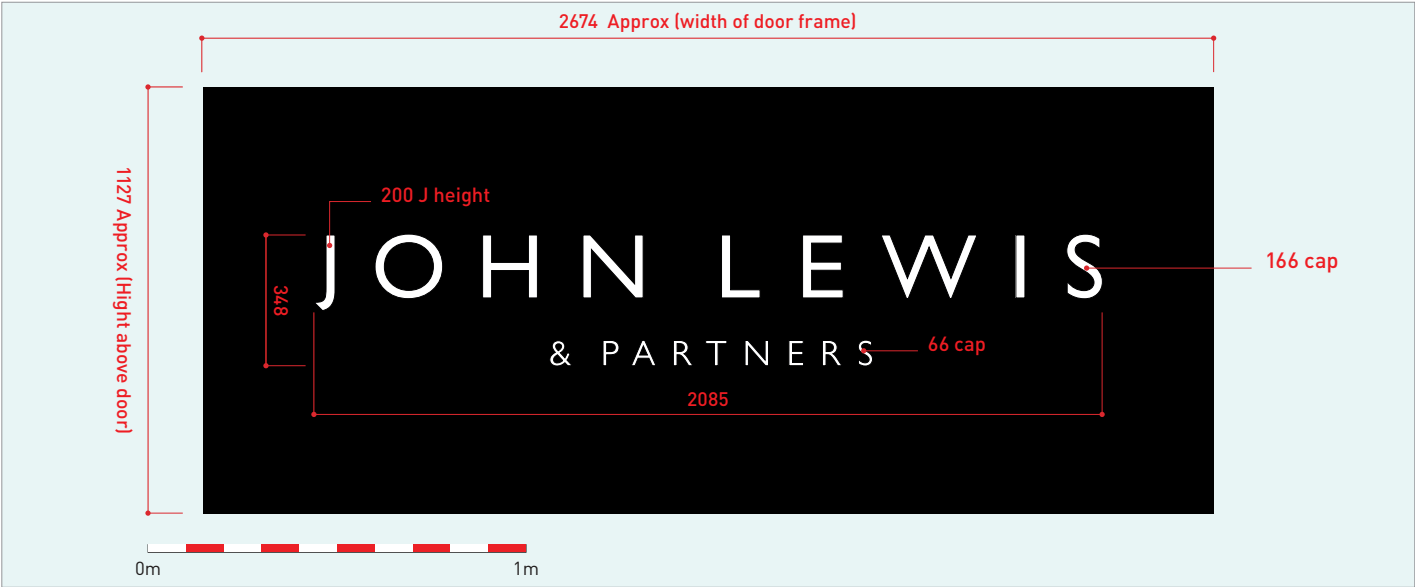 2674 Approx (width of door frame)
1127 Approx (Hight above door)
200 J height
348
JOHN LEWIS
166 cap
& PARTNERS
66 cap
2085
0m
1m